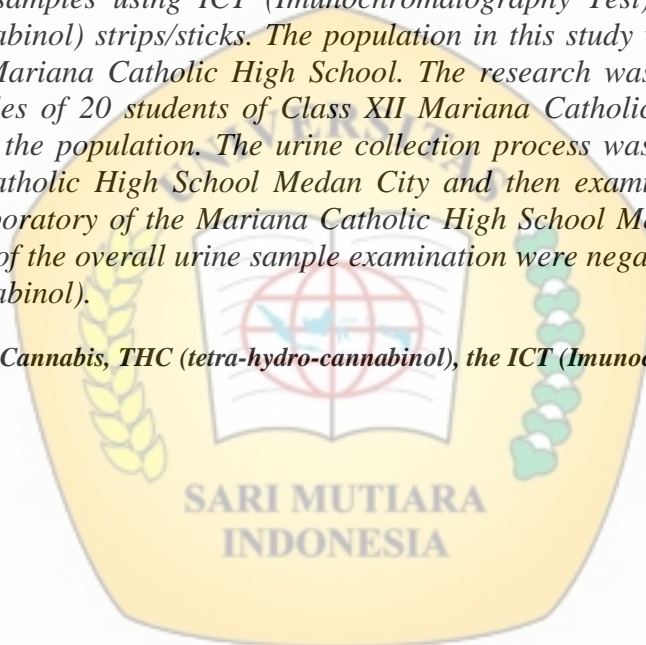 samples using ICT (Imunochromatography Test)
abinol) strips/sticks. The population in this study
Mariana Catholic High School. The research was
les of 20 students of Class XII Mariana Catholic
the population. The urine collection process was
atholic High School Medan City and then exami
boratory of the Mariana Catholic High School M
of the overall urine sample examination were nega
abinol).
Cannabis, THC (tetra-hydro-cannabinol), the ICT (Imunoc
UNIVERSITAS
SARI MUTIARA
INDONESIA